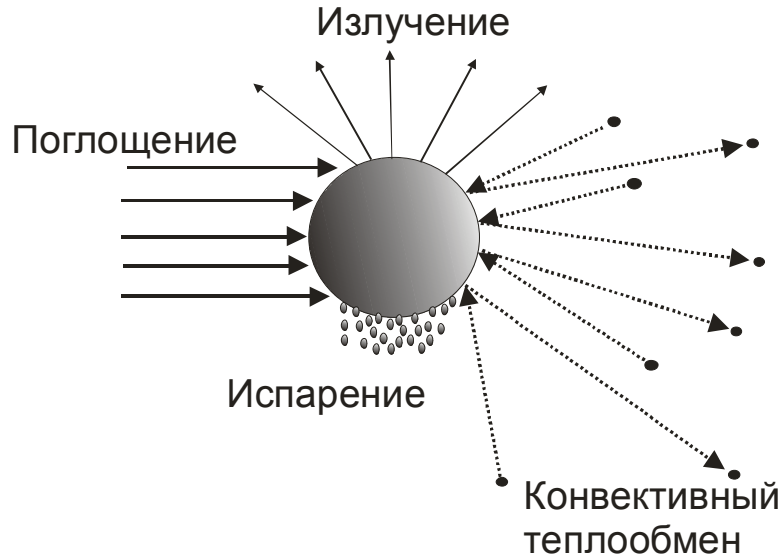 Излучение
Поглощение
Испарение
Конвективный
теплообмен